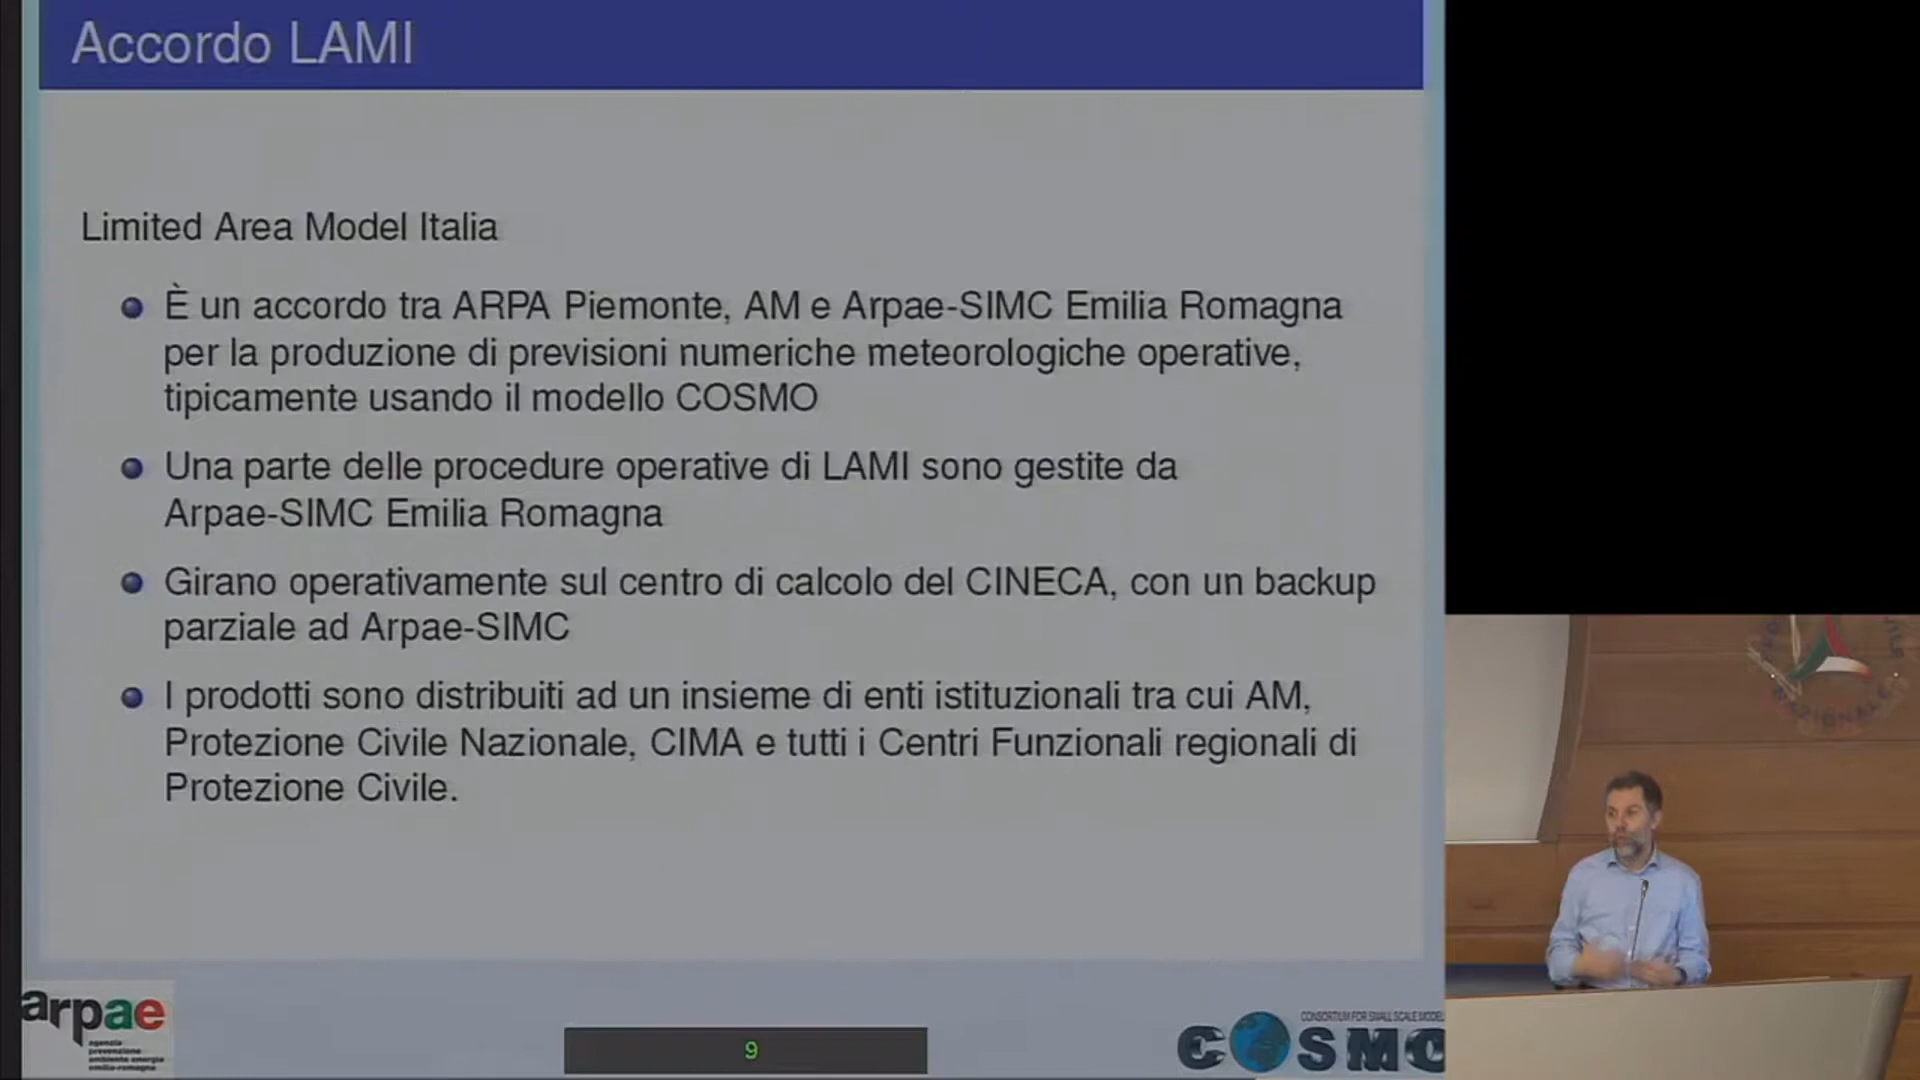 Accordo LAMI
Limited Area Model Italia
È un accordo tra ARPA Piemonte, AM e Arpae-SIMC Emilia Romagna
per la produzione di previsioni numeriche meteorologiche operative,
tipicamente usando il modello COSMO
Una parte delle procedure operative di LAMI sono gestite da
Arpae-SIMC Emilia Romagna
Girano operativamente sul centro di calcolo del CINECA, con un backup
parziale ad Arpae-SIMC
I prodotti sono distribuiti ad un insieme di enti istituzionali tra cui AM,
Protezione Civile Nazionale, CIMA e tutti i Centri Funzionali regionali di
Protezione Civile.
arpae
agenzia
prevenzione
ambiente energia
emilia-romagna
9
CONSORTIUM FOR SMALL SCALE MODEL
COSMO
NAZIONALE